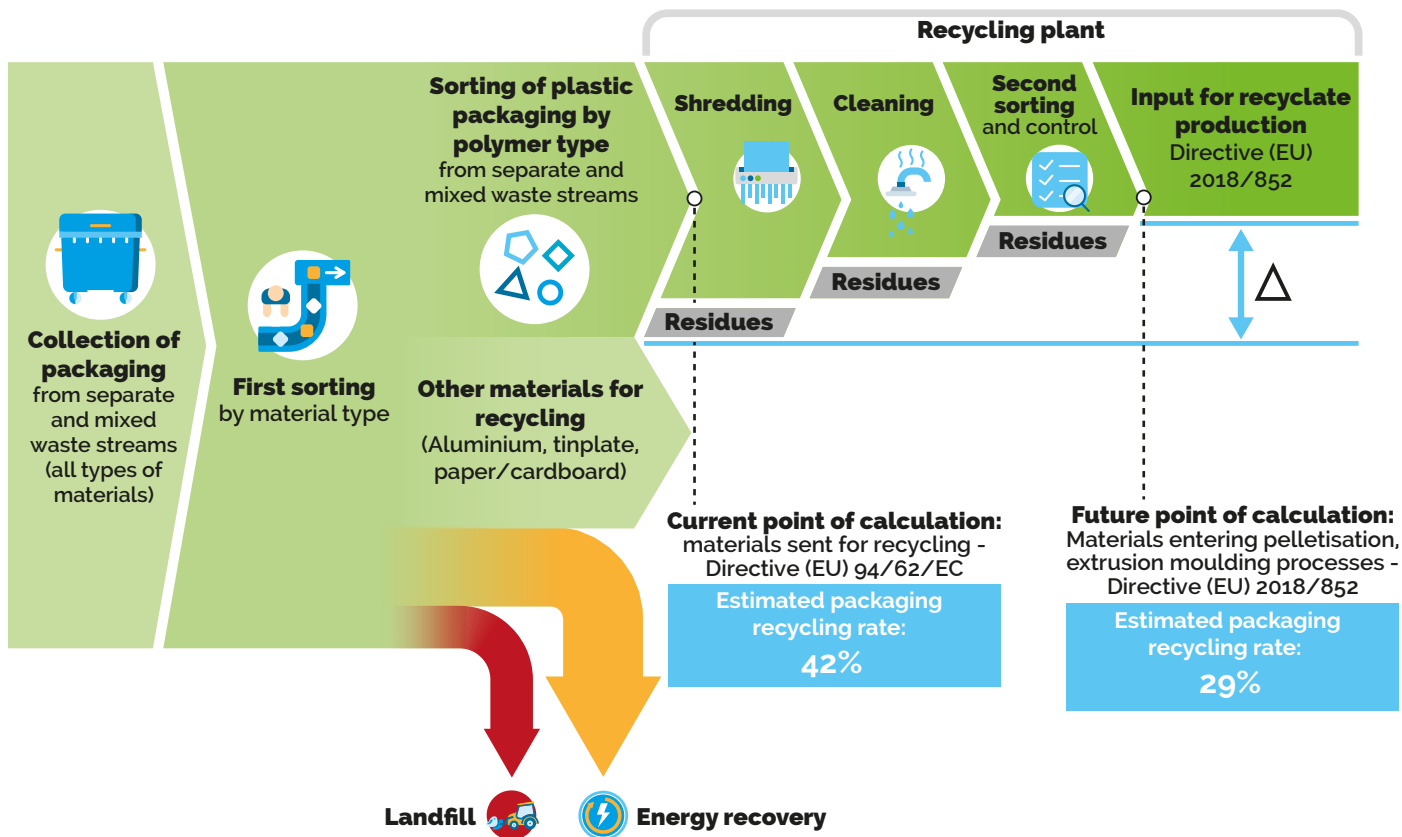 Recycling plant
Collection of
packaging
from separate
and mixed
waste streams
(all types of
materials)
First sorting
by material type
Sorting of plastic
packaging by
polymer type
from separate and
mixed waste streams
Other materials for
recycling
(Aluminium, tinplate,
paper/cardboard)
Shredding
Residues
Cleaning
Residues
Second
sorting
and control
Residues
Input for recyclate
production
Directive (EU)
2018/852
Δ
Current point of calculation:
materials sent for recycling -
Directive (EU) 94/62/EC
Estimated packaging
recycling rate:
42%
Future point of calculation:
Materials entering pelletisation,
extrusion moulding processes -
Directive (EU) 2018/852
Estimated packaging
recycling rate:
29%
Landfill
Energy recovery